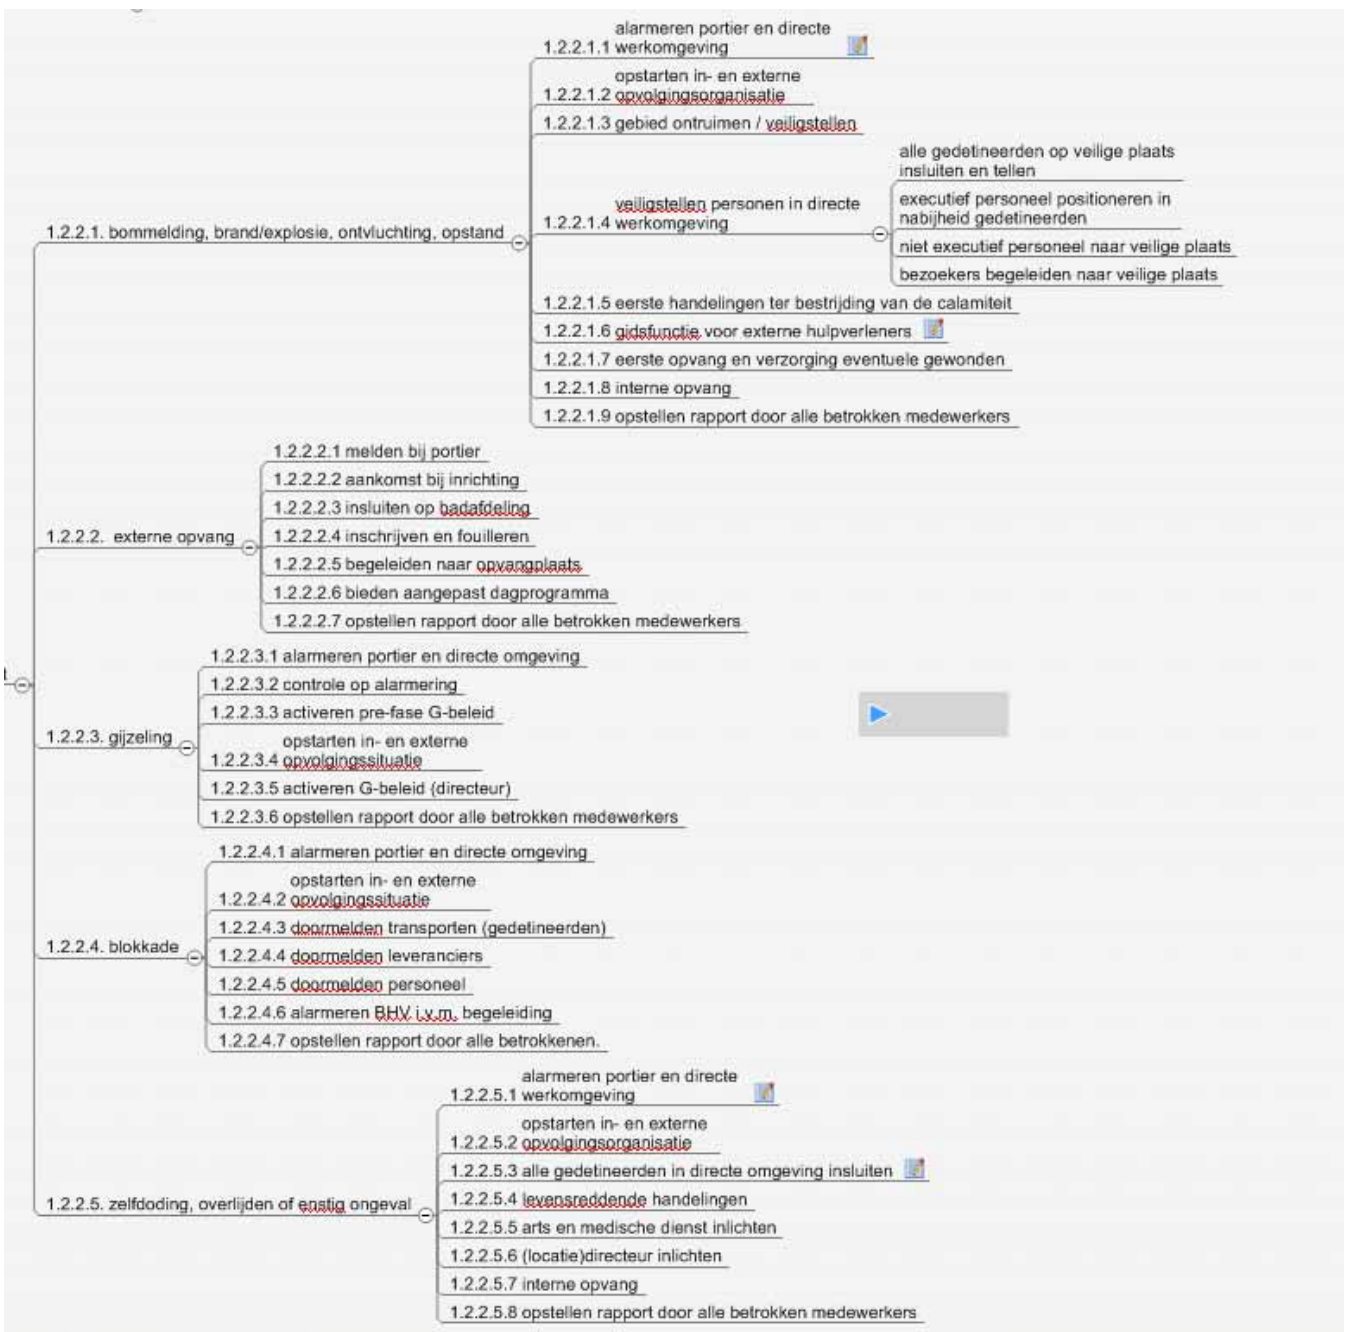 1.2.2.1. bommelding, brand/explosie, ontvluchting, opstand
alarmeren portier en directe
1.2.2.1.1 werkomgeving
opstarten in- en externe
1.2.2.1.2 opvolgingsorganisatie
1.2.2.1.3 gebied ontruimen / veiligstellen
veiligstellen personen in directe
1.2.2.1.4 werkomgeving
alle gedetineerden op veilige plaats
insluiten en tellen
executief personeel positioneren in
nabijheid gedetineerden
niet executief personeel naar veilige plaats
bezoekers begeleiden naar veilige plaats
1.2.2.1.5 eerste handelingen ter bestrijding van de calamiteit
1.2.2.1.6 gidsfunctie voor externe hulpverleners
1.2.2.1.7 eerste opvang en verzorging eventuele gewonden
1.2.2.1.8 interne opvang
1.2.2.1.9 opstellen rapport door alle betrokken medewerkers
1.2.2.2. externe opvang
1.2.2.2.1 melden bij portier
1.2.2.2.2 aankomst bij inrichting
1.2.2.2.3 insluiten op badafdeling
1.2.2.2.4 inschrijven en fouilleren
1.2.2.2.5 begeleiden naar opvangplaats
1.2.2.2.6 bieden aangepast dagprogramma
1.2.2.2.7 opstellen rapport door alle betrokken medewerkers
1.2.2.3. gijzeling
1.2.2.3.1 alarmeren portier en directe omgeving
1.2.2.3.2 controle op alarmering
1.2.2.3.3 activeren pre-fase G-beleid
opstarten in- en externe
1.2.2.3.4 opvolgingssituatie
1.2.2.3.5 activeren G-beleid (directeur)
1.2.2.3.6 opstellen rapport door alle betrokken medewerkers
1.2.2.4. blokkade
1.2.2.4.1 alarmeren portier en directe omgeving
opstarten in- en externe
1.2.2.4.2 opvolgingssituatie
1.2.2.4.3 doormelden transporten (gedetineerden)
1.2.2.4.4 doormelden leveranciers
1.2.2.4.5 doormelden personeel
1.2.2.4.6 alarmeren BHV i.v.m. begeleiding
1.2.2.4.7 opstellen rapport door alle betrokkenen.
1.2.2.5. zelfdoding, overlijden of enstig ongeval
alarmeren portier en directe
1.2.2.5.1 werkomgeving
opstarten in- en externe
1.2.2.5.2 opvolgingsorganisatie
1.2.2.5.3 alle gedetineerden in directe omgeving insluiten
1.2.2.5.4 levensreddende handelingen
1.2.2.5.5 arts en medische dienst inlichten
1.2.2.5.6 (locatie)directeur inlichten
1.2.2.5.7 interne opvang
1.2.2.5.8 opstellen rapport door alle betrokken medewerkers